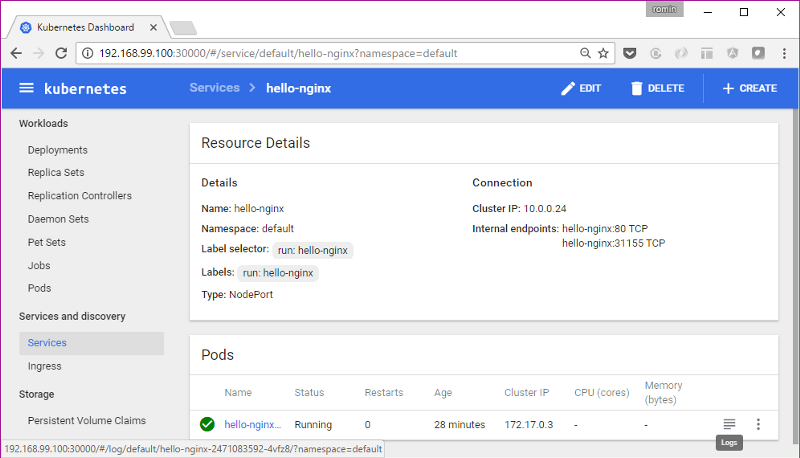 romin
Kubernetes Dashboard
192.168.99.100:30000/#/service/default/hello-nginx?namespace=default
kubernetes
Services > hello-nginx
EDIT
DELETE
CREATE
Workloads
Deployments
Replica Sets
Replication Controllers
Daemon Sets
Pet Sets
Jobs
Pods
Services and discovery
Services
Ingress
Storage
Persistent Volume Claims
Resource Details
Details
Name: hello-nginx
Namespace: default
Label selector: run: hello-nginx
Labels: run: hello-nginx
Type: NodePort
Connection
Cluster IP: 10.0.0.24
Internal endpoints: hello-nginx:80 TCP
hello-nginx:31155 TCP
Pods
Name Status Restarts Age Cluster IP CPU (cores) Memory (bytes)
hello-nginx... Running 0 28 minutes 172.17.0.3 - -
Logs
192.168.99.100:30000/#/log/default/hello-nginx-2471083592-4vfz8/?namespace=default